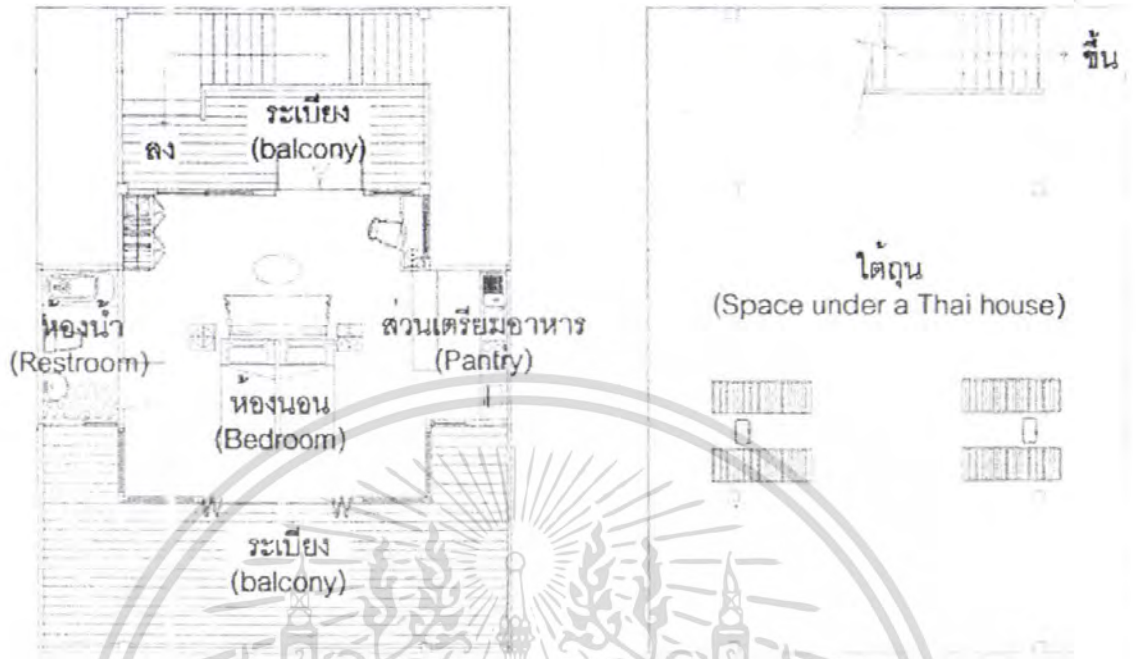 ขึ้น
ระเบียง
(balcony)
ลง
ใต้ถุน
(Space under a Thai house)
ห้องน้ำ
(Restroom)
ส่วนเตรียมอาหาร
(Pantry)
ห้องนอน
(Bedroom)
ระเบียง
(balcony)